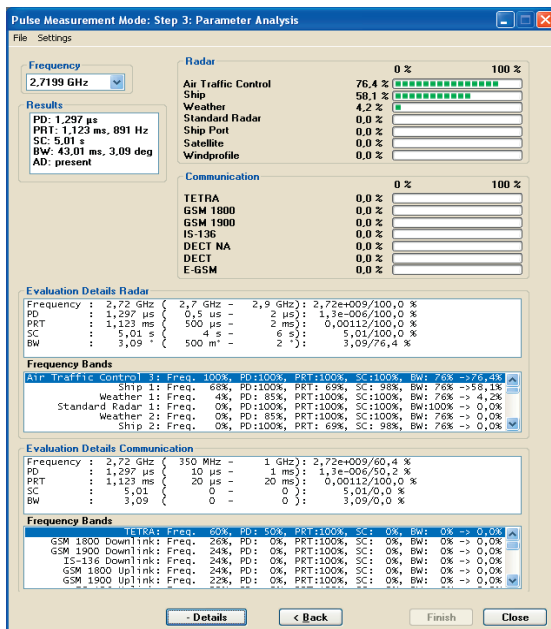 Pulse Measurement Mode: Step 3: Parameter Analysis
File Settings
Frequency
2,7199 GHz
Results
PD: 1,297 µs
PRT: 1,123 ms, 891 Hz
SC: 5,01 s
BW: 43,01 ms, 3,09 deg
AD: present
Radar
0 % 100 %
Air Traffic Control 76,4 %
Ship 58,1 %
Weather 4,2 %
Standard Radar 0,0 %
Ship Port 0,0 %
Satellite 0,0 %
Windprofile 0,0 %
Communication
0 % 100 %
TETRA 0,0 %
GSM 1800 0,0 %
GSM 1900 0,0 %
IS-136 0,0 %
DECT NA 0,0 %
DECT 0,0 %
E-GSM 0,0 %
Evaluation Details Radar
Frequency : 2,72 GHz ( 2,7 GHz - 2,9 GHz): 2,72e+009/100,0 %
PD : 1,297 µs ( 0,5 µs - 2 µs): 1,3e-006/100,0 %
PRT : 1,123 ms ( 500 µs - 2 ms): 0,00112/100,0 %
SC : 5,01 s ( 4 s - 6 s): 5,01/100,0 %
BW : 3,09 ° ( 500 m° - 2 °): 3,09/76,4 %
Frequency Bands
Air Traffic Control 3: Freq. 100%, PD:100%, PRT:100%, SC:100%, BW: 76% ->76,4%
Ship 1: Freq. 68%, PD:100%, PRT: 69%, SC: 98%, BW: 76% ->58,1%
Weather 1: Freq. 4%, PD: 85%, PRT:100%, SC:100%, BW: 76% -> 4,2%
Standard Radar 1: Freq. 0%, PD:100%, PRT:100%, SC:100%, BW:100% -> 0,0%
Weather 2: Freq. 0%, PD: 85%, PRT:100%, SC:100%, BW: 76% -> 0,0%
Ship 2: Freq. 0%, PD:100%, PRT: 69%, SC: 98%, BW: 76% -> 0,0%
Evaluation Details Communication
Frequency : 2,72 GHz ( 350 MHz - 1 GHz): 2,72e+009/60,4 %
PD : 1,297 µs ( 10 µs - 1 ms): 1,3e-006/50,2 %
PRT : 1,123 ms ( 20 µs - 20 ms): 0,00112/100,0 %
SC : 5,01 ( 0 - 0 ): 5,01/0,0 %
BW : 3,09 ( 0 - 0 ): 3,09/0,0 %
Frequency Bands
TETRA: Freq. 60%, PD: 50%, PRT:100%, SC: 0%, BW: 0% -> 0,0%
GSM 1800 Downlink: Freq. 26%, PD: 0%, PRT:100%, SC: 0%, BW: 0% -> 0,0%
GSM 1900 Downlink: Freq. 24%, PD: 0%, PRT:100%, SC: 0%, BW: 0% -> 0,0%
IS-136 Downlink: Freq. 24%, PD: 0%, PRT:100%, SC: 0%, BW: 0% -> 0,0%
GSM 1800 Uplink: Freq. 24%, PD: 0%, PRT:100%, SC: 0%, BW: 0% -> 0,0%
GSM 1900 Uplink: Freq. 22%, PD: 0%, PRT:100%, SC: 0%, BW: 0% -> 0,0%
- Details < Back Finish Close